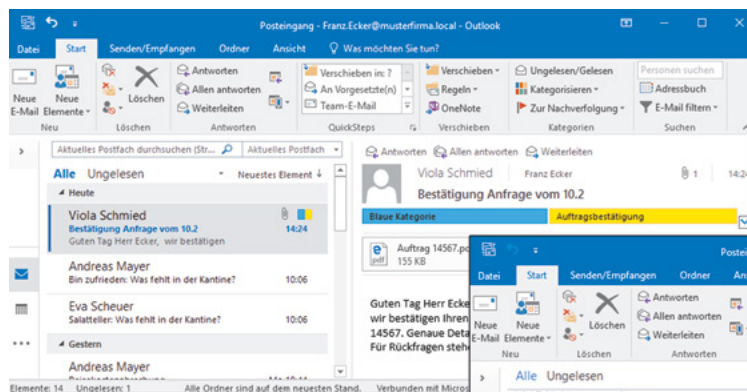 Posteingang - Franz.Ecker@musterfirma.local - Outlook
Datei Start Senden/Empfangen Ordner Ansicht Was möchten Sie tun?
Neue E-Mail
Neue Elemente
Löschen
Antworten
Allen antworten
Weiterleiten
Verschieben in: ?
An Vorgesetzte(n)
Team-E-Mail
Verschieben
Regeln
OneNote
Ungelesen/Gelesen
Kategorisieren
Zur Nachverfolgung
Personen suchen
Adressbuch
E-Mail filtern
Neu Löschen Antworten QuickSteps Verschieben Kategorien Suchen
Aktuelles Postfach durchsuchen (Str... Aktuelles Postfach
Alle Ungelesen Neuestes Element
Heute
Viola Schmied
Bestätigung Anfrage vom 10.2 14:24
Guten Tag Herr Ecker, wir bestätigen
Andreas Mayer
Bin zufrieden: Was fehlt in der Kantine? 10:06
Eva Scheuer
Salatteller: Was fehlt in der Kantine? 10:06
Gestern
Andreas Mayer
Antworten Allen antworten Weiterleiten
Viola Schmied Franz Ecker 1 14:24
Bestätigung Anfrage vom 10.2
Blaue Kategorie Auftragsbestätigung
pdf
Auftrag 14567.pd
155 KB
Guten Tag Herr Ecke
wir bestätigen Ihren
14567. Genaue Deta
Für Rückfragen steh
Postei
Datei Start Senden/Empfangen Ordner An
Neue E-Mail
Neue Elemente
Löschen
Antworten
Allen antworten
Weiterleiten
Neu Löschen Antworten
Alle Ungelesen
Elemente: 14 Ungelesen: 1 Alle Ordner sind auf dem neuesten Stand. Verbunden mit Micros